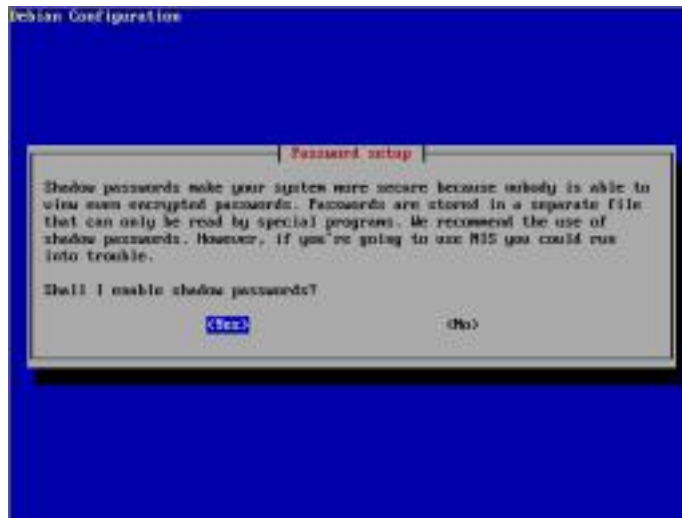 Debian Configuration
Password setup
Shadow passwords make your system more secure because nobody is able to
view even encrypted passwords. Passwords are stored in a separate file
that can only be read by special programs. We recommend the use of
shadow passwords. However, if you're going to use NIS you could run
into trouble.
Shall I enable shadow passwords?
<Yes> <No>